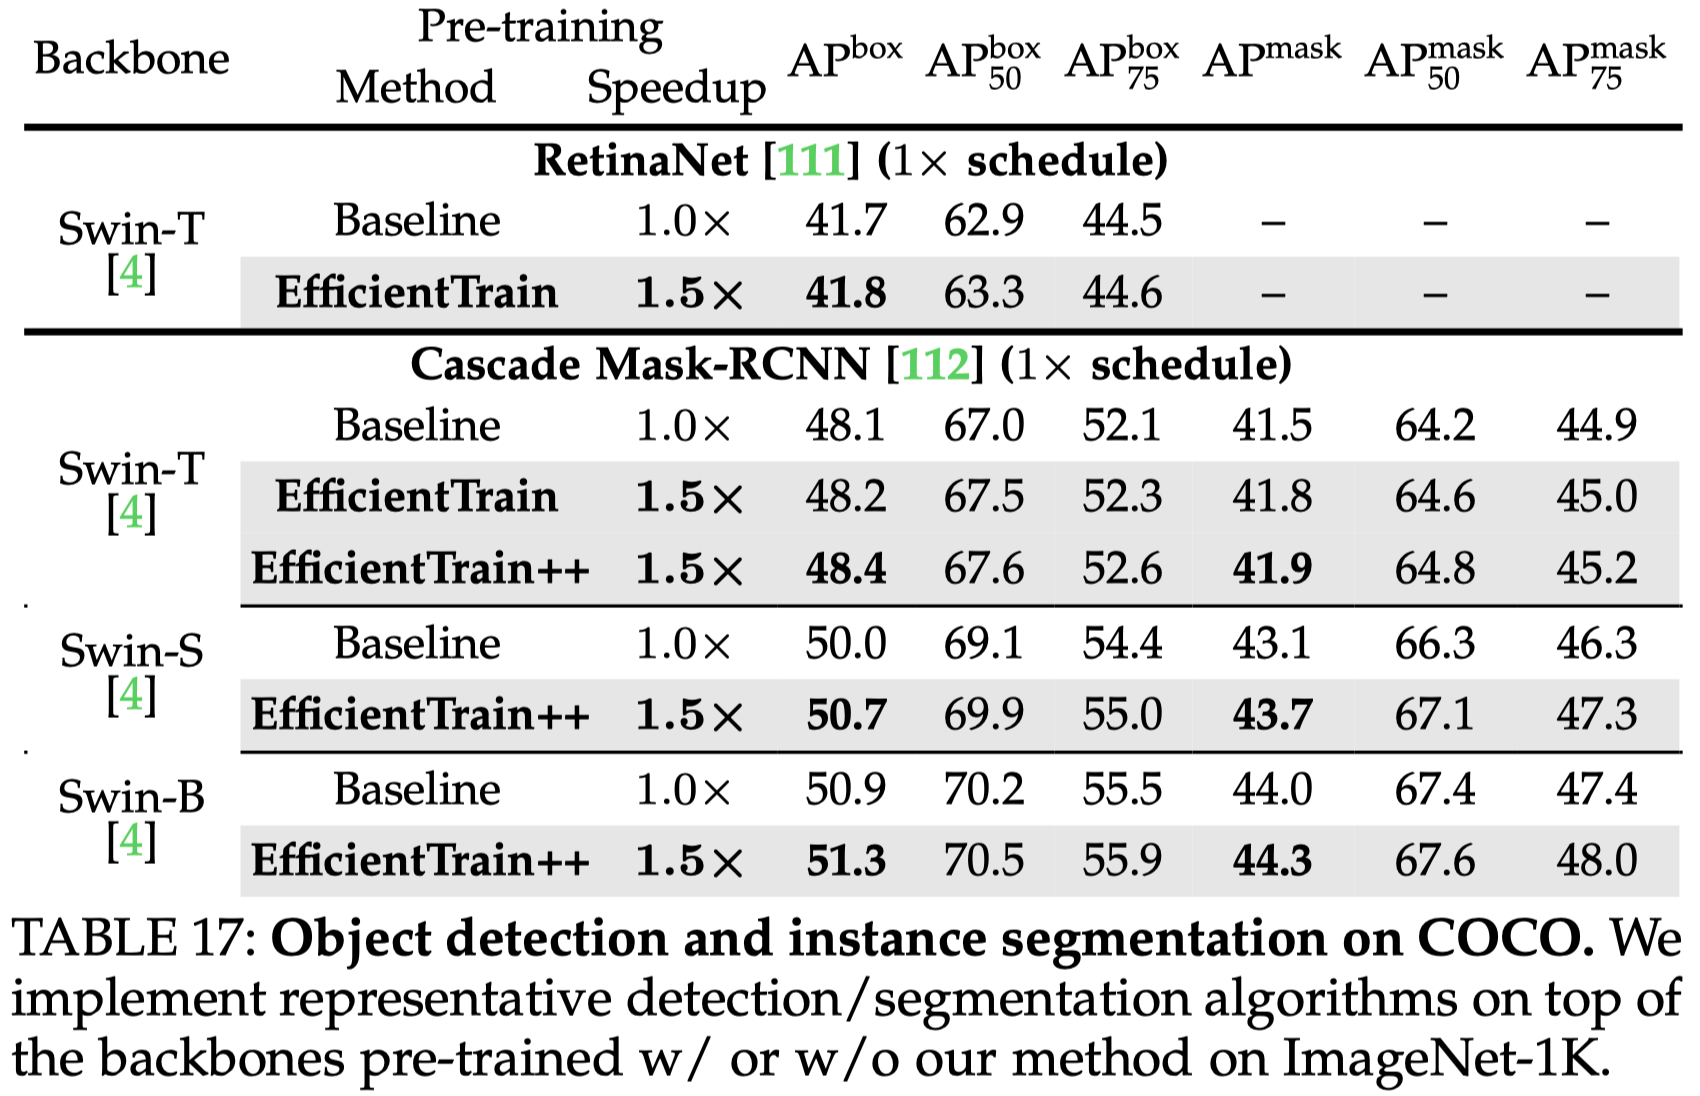 Backbone Pre-training Method Speedup AP^box AP^box_50 AP^box_75 AP^mask AP^mask_50 AP^mask_75
RetinaNet [111] (1× schedule)
Swin-T [4] Baseline 1.0× 41.7 62.9 44.5 – – –
EfficientTrain 1.5× 41.8 63.3 44.6 – – –
Cascade Mask-RCNN [112] (1× schedule)
Swin-T [4] Baseline 1.0× 48.1 67.0 52.1 41.5 64.2 44.9
EfficientTrain 1.5× 48.2 67.5 52.3 41.8 64.6 45.0
EfficientTrain++ 1.5× 48.4 67.6 52.6 41.9 64.8 45.2
Swin-S [4] Baseline 1.0× 50.0 69.1 54.4 43.1 66.3 46.3
EfficientTrain++ 1.5× 50.7 69.9 55.0 43.7 67.1 47.3
Swin-B [4] Baseline 1.0× 50.9 70.2 55.5 44.0 67.4 47.4
EfficientTrain++ 1.5× 51.3 70.5 55.9 44.3 67.6 48.0
TABLE 17: Object detection and instance segmentation on COCO. We
implement representative detection/segmentation algorithms on top of
the backbones pre-trained w/ or w/o our method on ImageNet-1K.